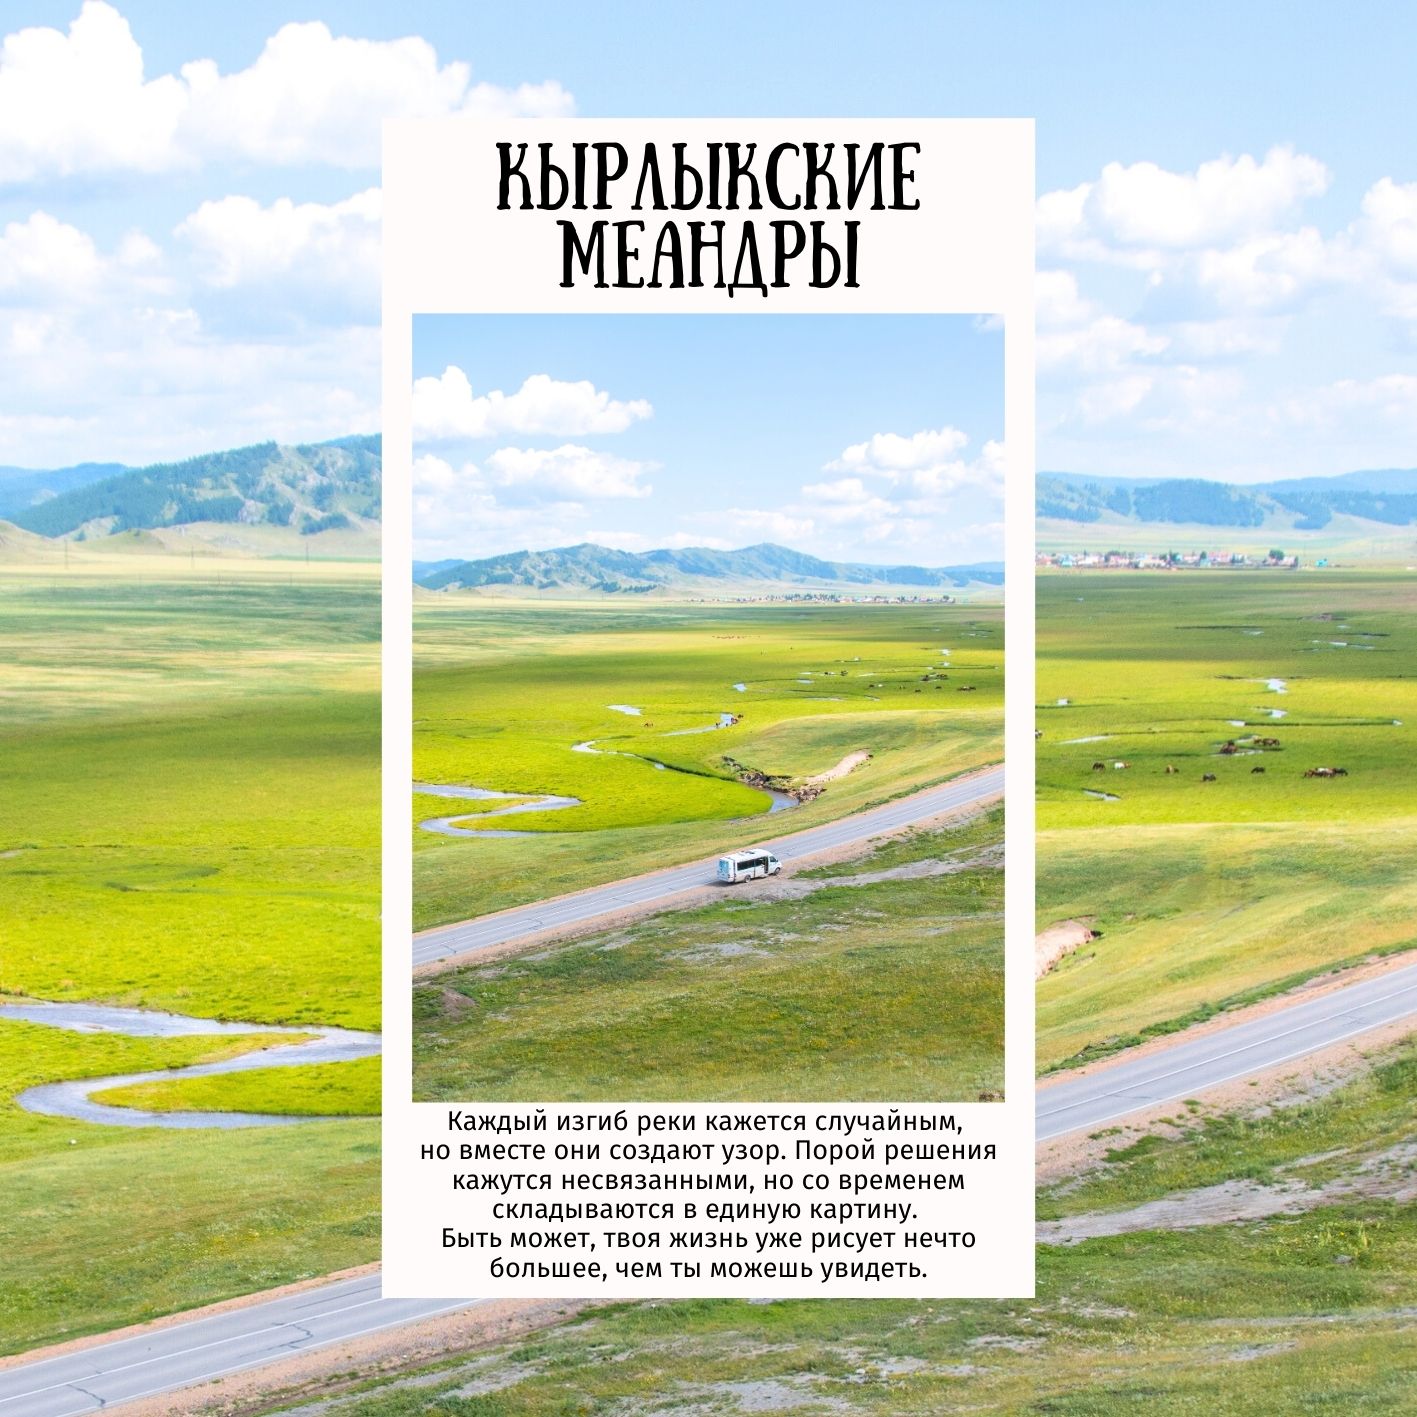 КЫРЛЫКСКИЕ
МЕАНДРЫ
Каждый изгиб реки кажется случайным,
но вместе они создают узор. Порой решения
кажутся несвязанными, но со временем
складываются в единую картину.
Быть может, твоя жизнь уже рисует нечто
большее, чем ты можешь увидеть.